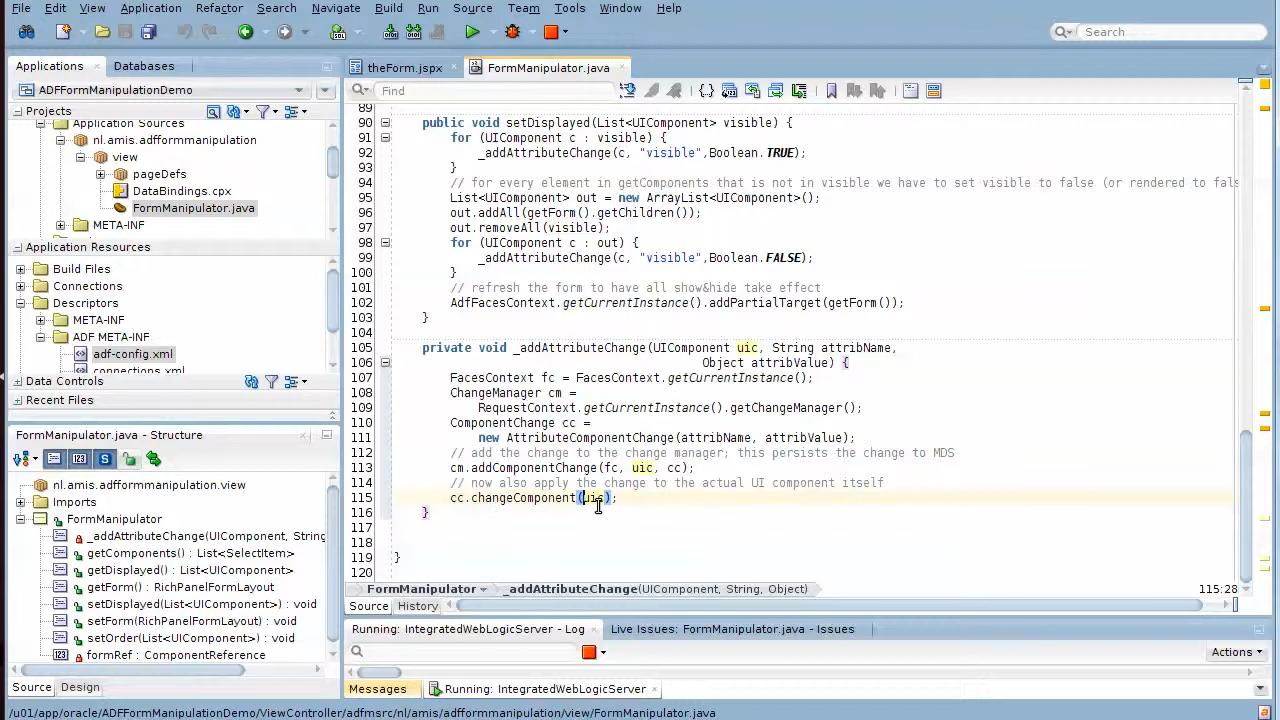 File Edit View Application Refactor Search Navigate Build Run Source Team Tools Window Help
Search
Applications Databases
theForm.jspx FormManipulator.java
ADFFormManipulationDemo
Find
Projects
Application Sources
nl.amis.adfformmanipulation
view
pageDefs
DataBindings.cpx
FormManipulator.java
META-INF
Application Resources
Build Files
Connections
Descriptors
META-INF
ADF META-INF
adf-config.xml
connections.xml
Data Controls
Recent Files
FormManipulator.java - Structure
nl.amis.adfformmanipulation.view
Imports
FormManipulator
_addAttributeChange(UIComponent, String
getComponents() : List<SelectItem>
getDisplayed() : List<UIComponent>
getForm() : RichPanelFormLayout
setDisplayed(List<UIComponent>) : void
setForm(RichPanelFormLayout) : void
setOrder(List<UIComponent>) : void
formRef : ComponentReference
Source Design
89
90 public void setDisplayed(List<UIComponent> visible) {
91 for (UIComponent c : visible) {
92 _addAttributeChange(c, "visible",Boolean.TRUE);
93 }
94 // for every element in getComponents that is not in visible we have to set visible to false (or rendered to fals
95 List<UIComponent> out = new ArrayList<UIComponent>();
96 out.addAll(getForm().getChildren());
97 out.removeAll(visible);
98 for (UIComponent c : out) {
99 _addAttributeChange(c, "visible",Boolean.FALSE);
100 }
101 // refresh the form to have all show&hide take effect
102 AdfFacesContext.getCurrentInstance().addPartialTarget(getForm());
103 }
104
105 private void _addAttributeChange(UIComponent uic, String attribName,
106 Object attribValue) {
107 FacesContext fc = FacesContext.getCurrentInstance();
108 ChangeManager cm =
109 RequestContext.getCurrentInstance().getChangeManager();
110 ComponentChange cc =
111 new AttributeComponentChange(attribName, attribValue);
112 // add the change to the change manager; this persists the change to MDS
113 cm.addComponentChange(fc, uic, cc);
114 // now also apply the change to the actual UI component itself
115 cc.changeComponent(uic);
116 }
117
118
119 }
120
FormManipulator _addAttributeChange(UIComponent, String, Object) 115:28
Source History
Running: IntegratedWebLogicServer - Log Live Issues: FormManipulator.java - Issues
Actions
Messages Running: IntegratedWebLogicServer
/u01/app/oracle/ADFFormManipulationDemo/ViewController/adfmsrc/nl/amis/adfformmanipulation/view/FormManipulator.java